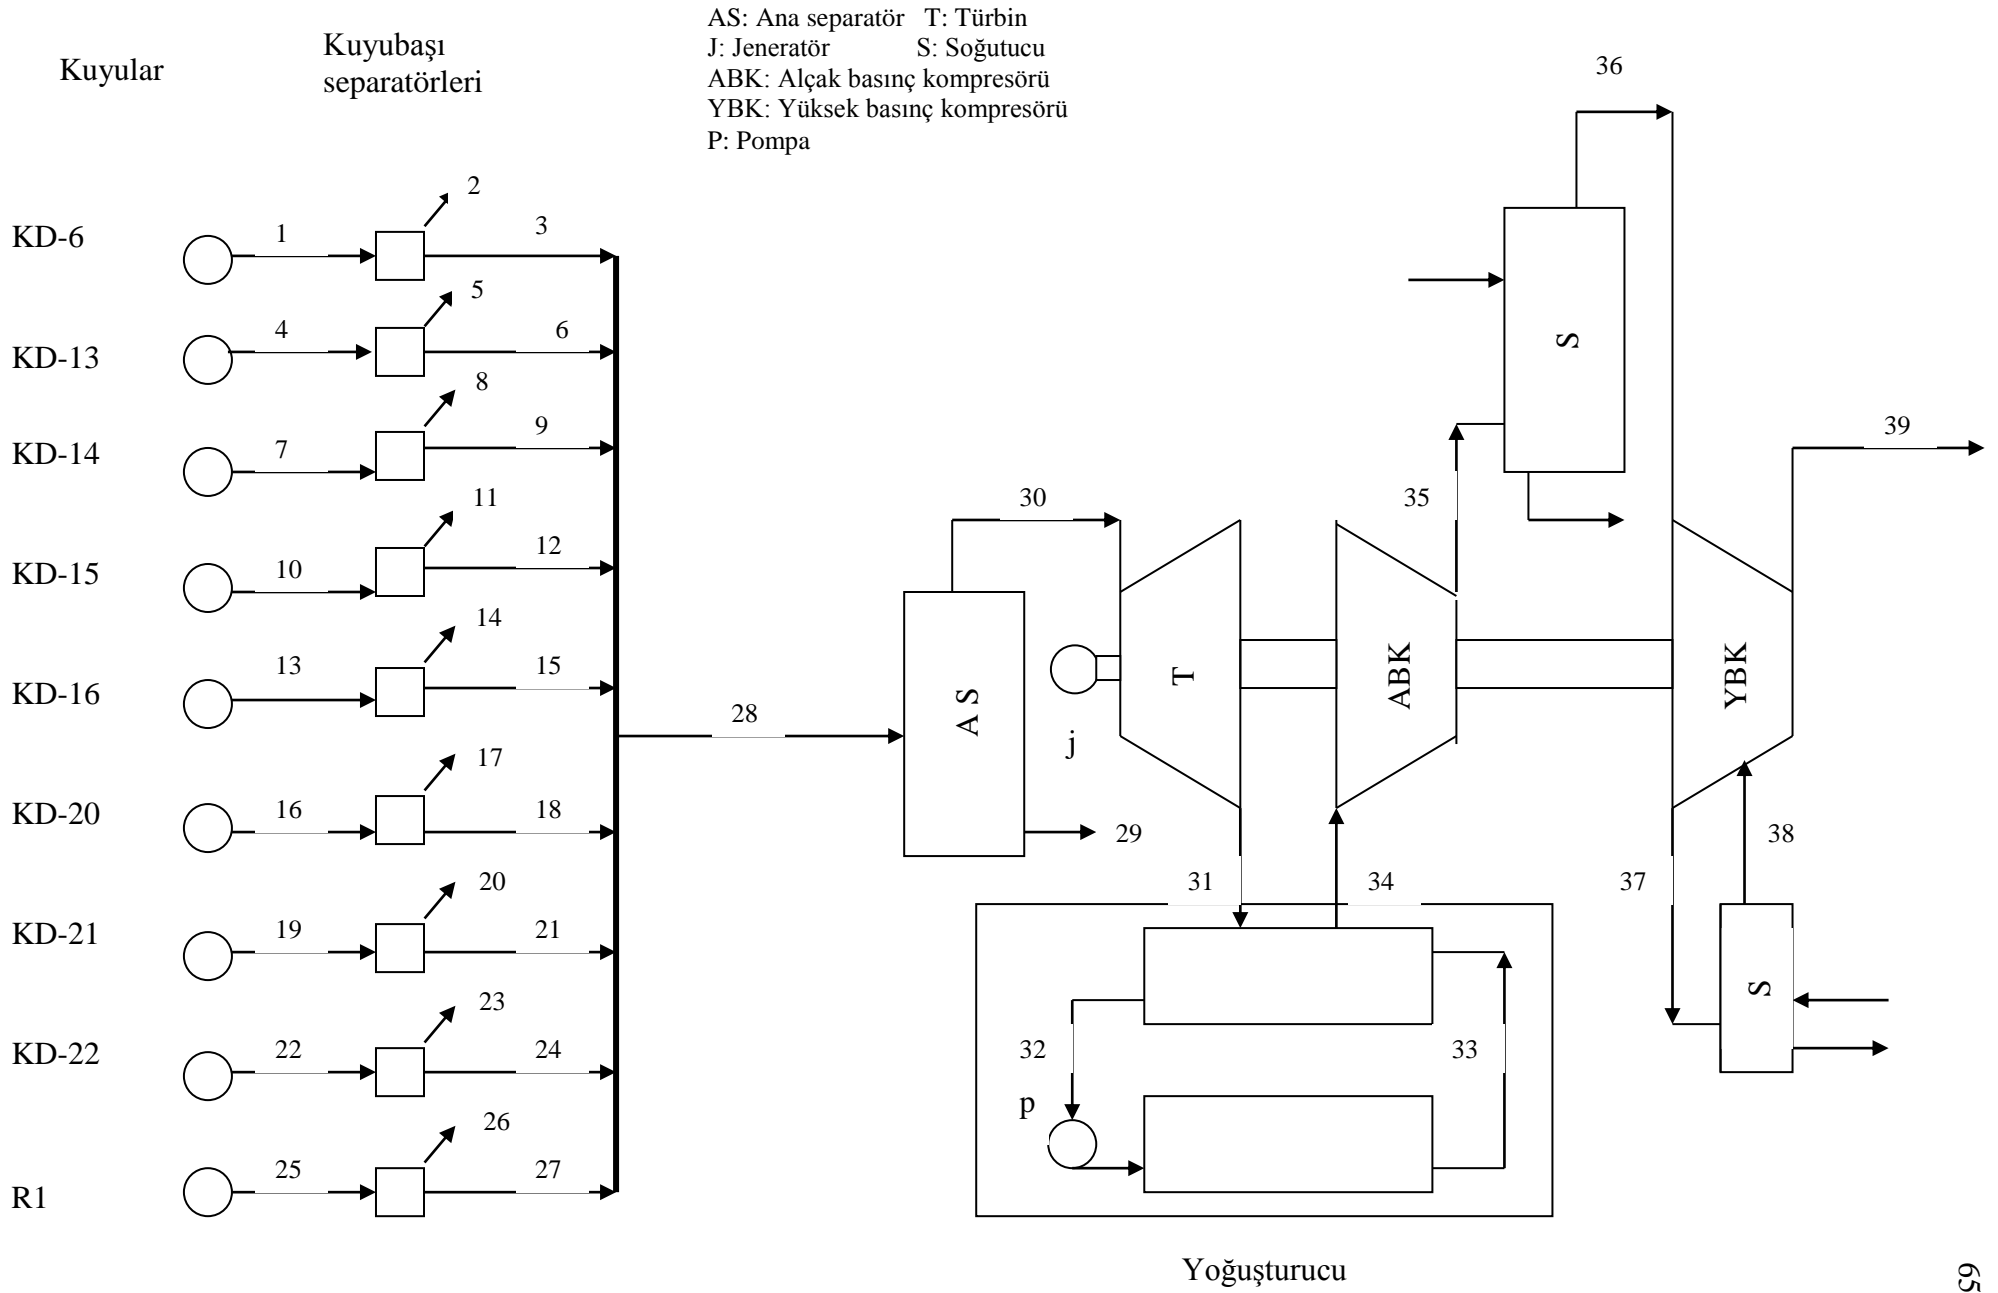 AS: Ana separatör T: Türbin
J: Jeneratör S: Soğutucu
ABK: Alçak basınç kompresörü
YBK: Yüksek basınç kompresörü
P: Pompa
Kuyular
Kuyubaşı
separatörleri
36
KD-6
1
2
3
KD-13
4
5
6
KD-14
7
8
9
KD-15
10
11
12
KD-16
13
14
15
KD-20
16
17
18
KD-21
19
20
21
KD-22
22
23
24
R1
25
26
27
28
A S
29
30
j
T
ABK
YBK
35
S
39
31
34
37
38
S
32
33
p
Yoğuşturucu
65